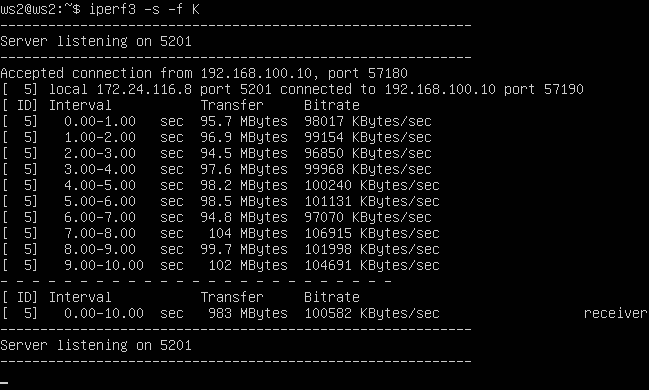 ws2@ws2:~$ iperf3 -s -f K
-----------------------------------------------------------
Server listening on 5201
-----------------------------------------------------------
Accepted connection from 192.168.100.10, port 57180
[  5] local 172.24.116.8 port 5201 connected to 192.168.100.10 port 57190
[ ID] Interval           Transfer     Bitrate
[  5]   0.00-1.00   sec  95.7 MBytes  98017 KBytes/sec
[  5]   1.00-2.00   sec  96.9 MBytes  99154 KBytes/sec
[  5]   2.00-3.00   sec  94.5 MBytes  96850 KBytes/sec
[  5]   3.00-4.00   sec  97.6 MBytes  99968 KBytes/sec
[  5]   4.00-5.00   sec  98.2 MBytes  100240 KBytes/sec
[  5]   5.00-6.00   sec  98.5 MBytes  101131 KBytes/sec
[  5]   6.00-7.00   sec  94.8 MBytes  97070 KBytes/sec
[  5]   7.00-8.00   sec   104 MBytes  106915 KBytes/sec
[  5]   8.00-9.00   sec  99.7 MBytes  101998 KBytes/sec
[  5]   9.00-10.00  sec   102 MBytes  104691 KBytes/sec
- - - - - - - - - - - - - - - - - - - - - - - - -
[ ID] Interval           Transfer     Bitrate
[  5]   0.00-10.00  sec   983 MBytes  100582 KBytes/sec                  receiver
-----------------------------------------------------------
Server listening on 5201
-----------------------------------------------------------